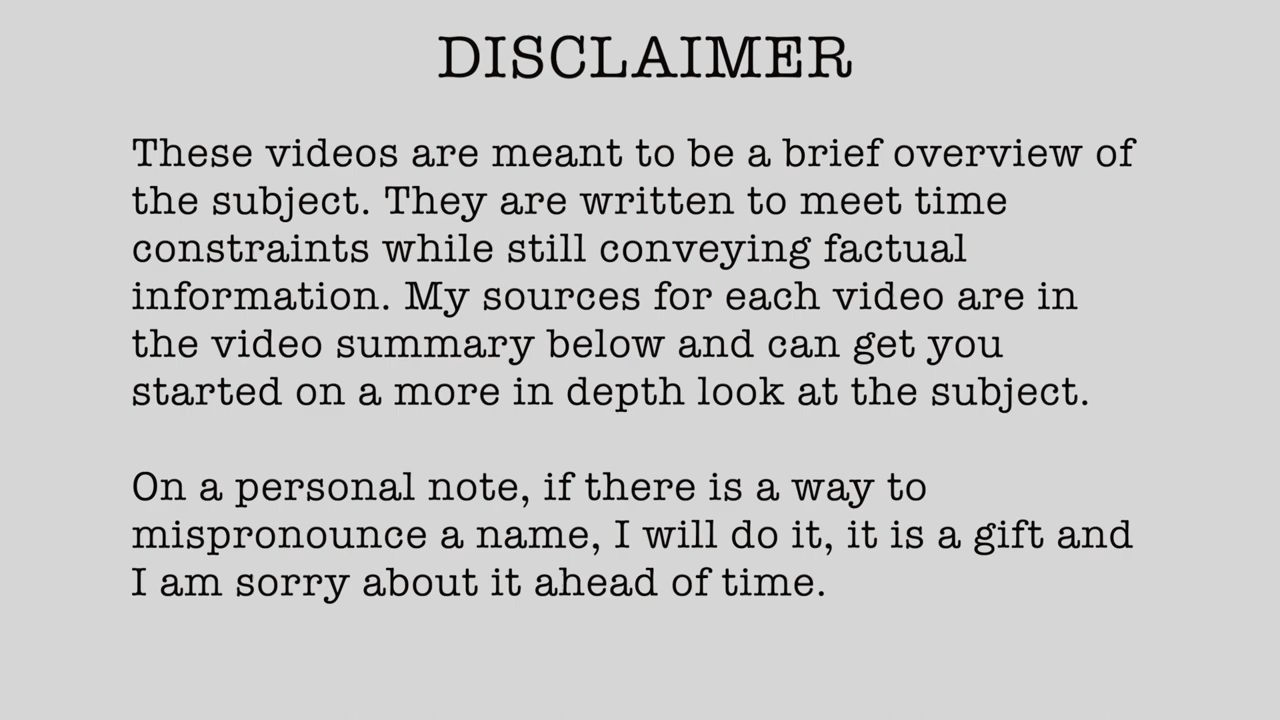 DISCLAIMER
These videos are meant to be a brief overview of
the subject. They are written to meet time
constraints while still conveying factual
information. My sources for each video are in
the video summary below and can get you
started on a more in depth look at the subject.
On a personal note, if there is a way to
mispronounce a name, I will do it, it is a gift and
I am sorry about it ahead of time.